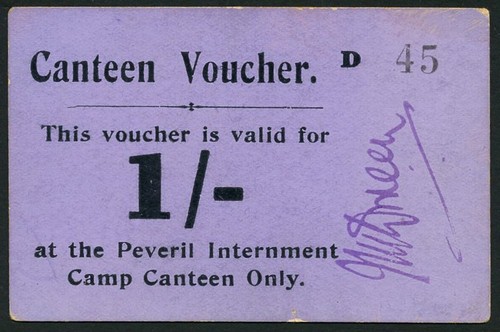 Canteen Voucher. D 45
This voucher is valid for
1/-
at the Peveril Internment
Camp Canteen Only.